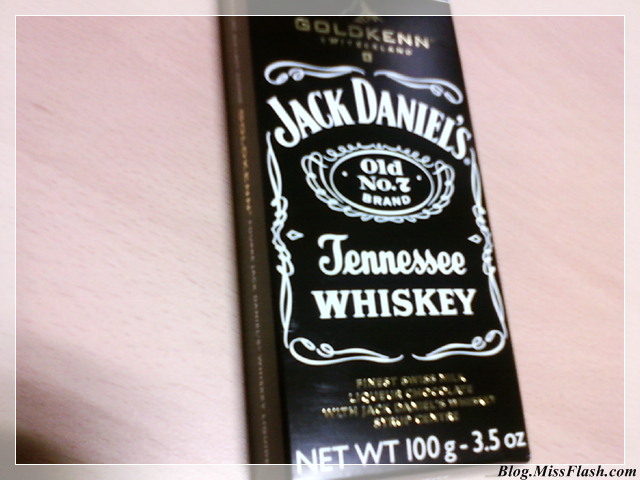 GOLDKENN
SWITZERLAND
JACK DANIEL'S
Old
No.7
BRAND
Tennessee
WHISKEY
FINEST SWISS MILK
LIQUEUR CHOCOLATE
WITH JACK DANIEL'S WHISKEY
SYRUP CENTRE
NET WT 100 g - 3.5 oz
Blog.MissFlash.com